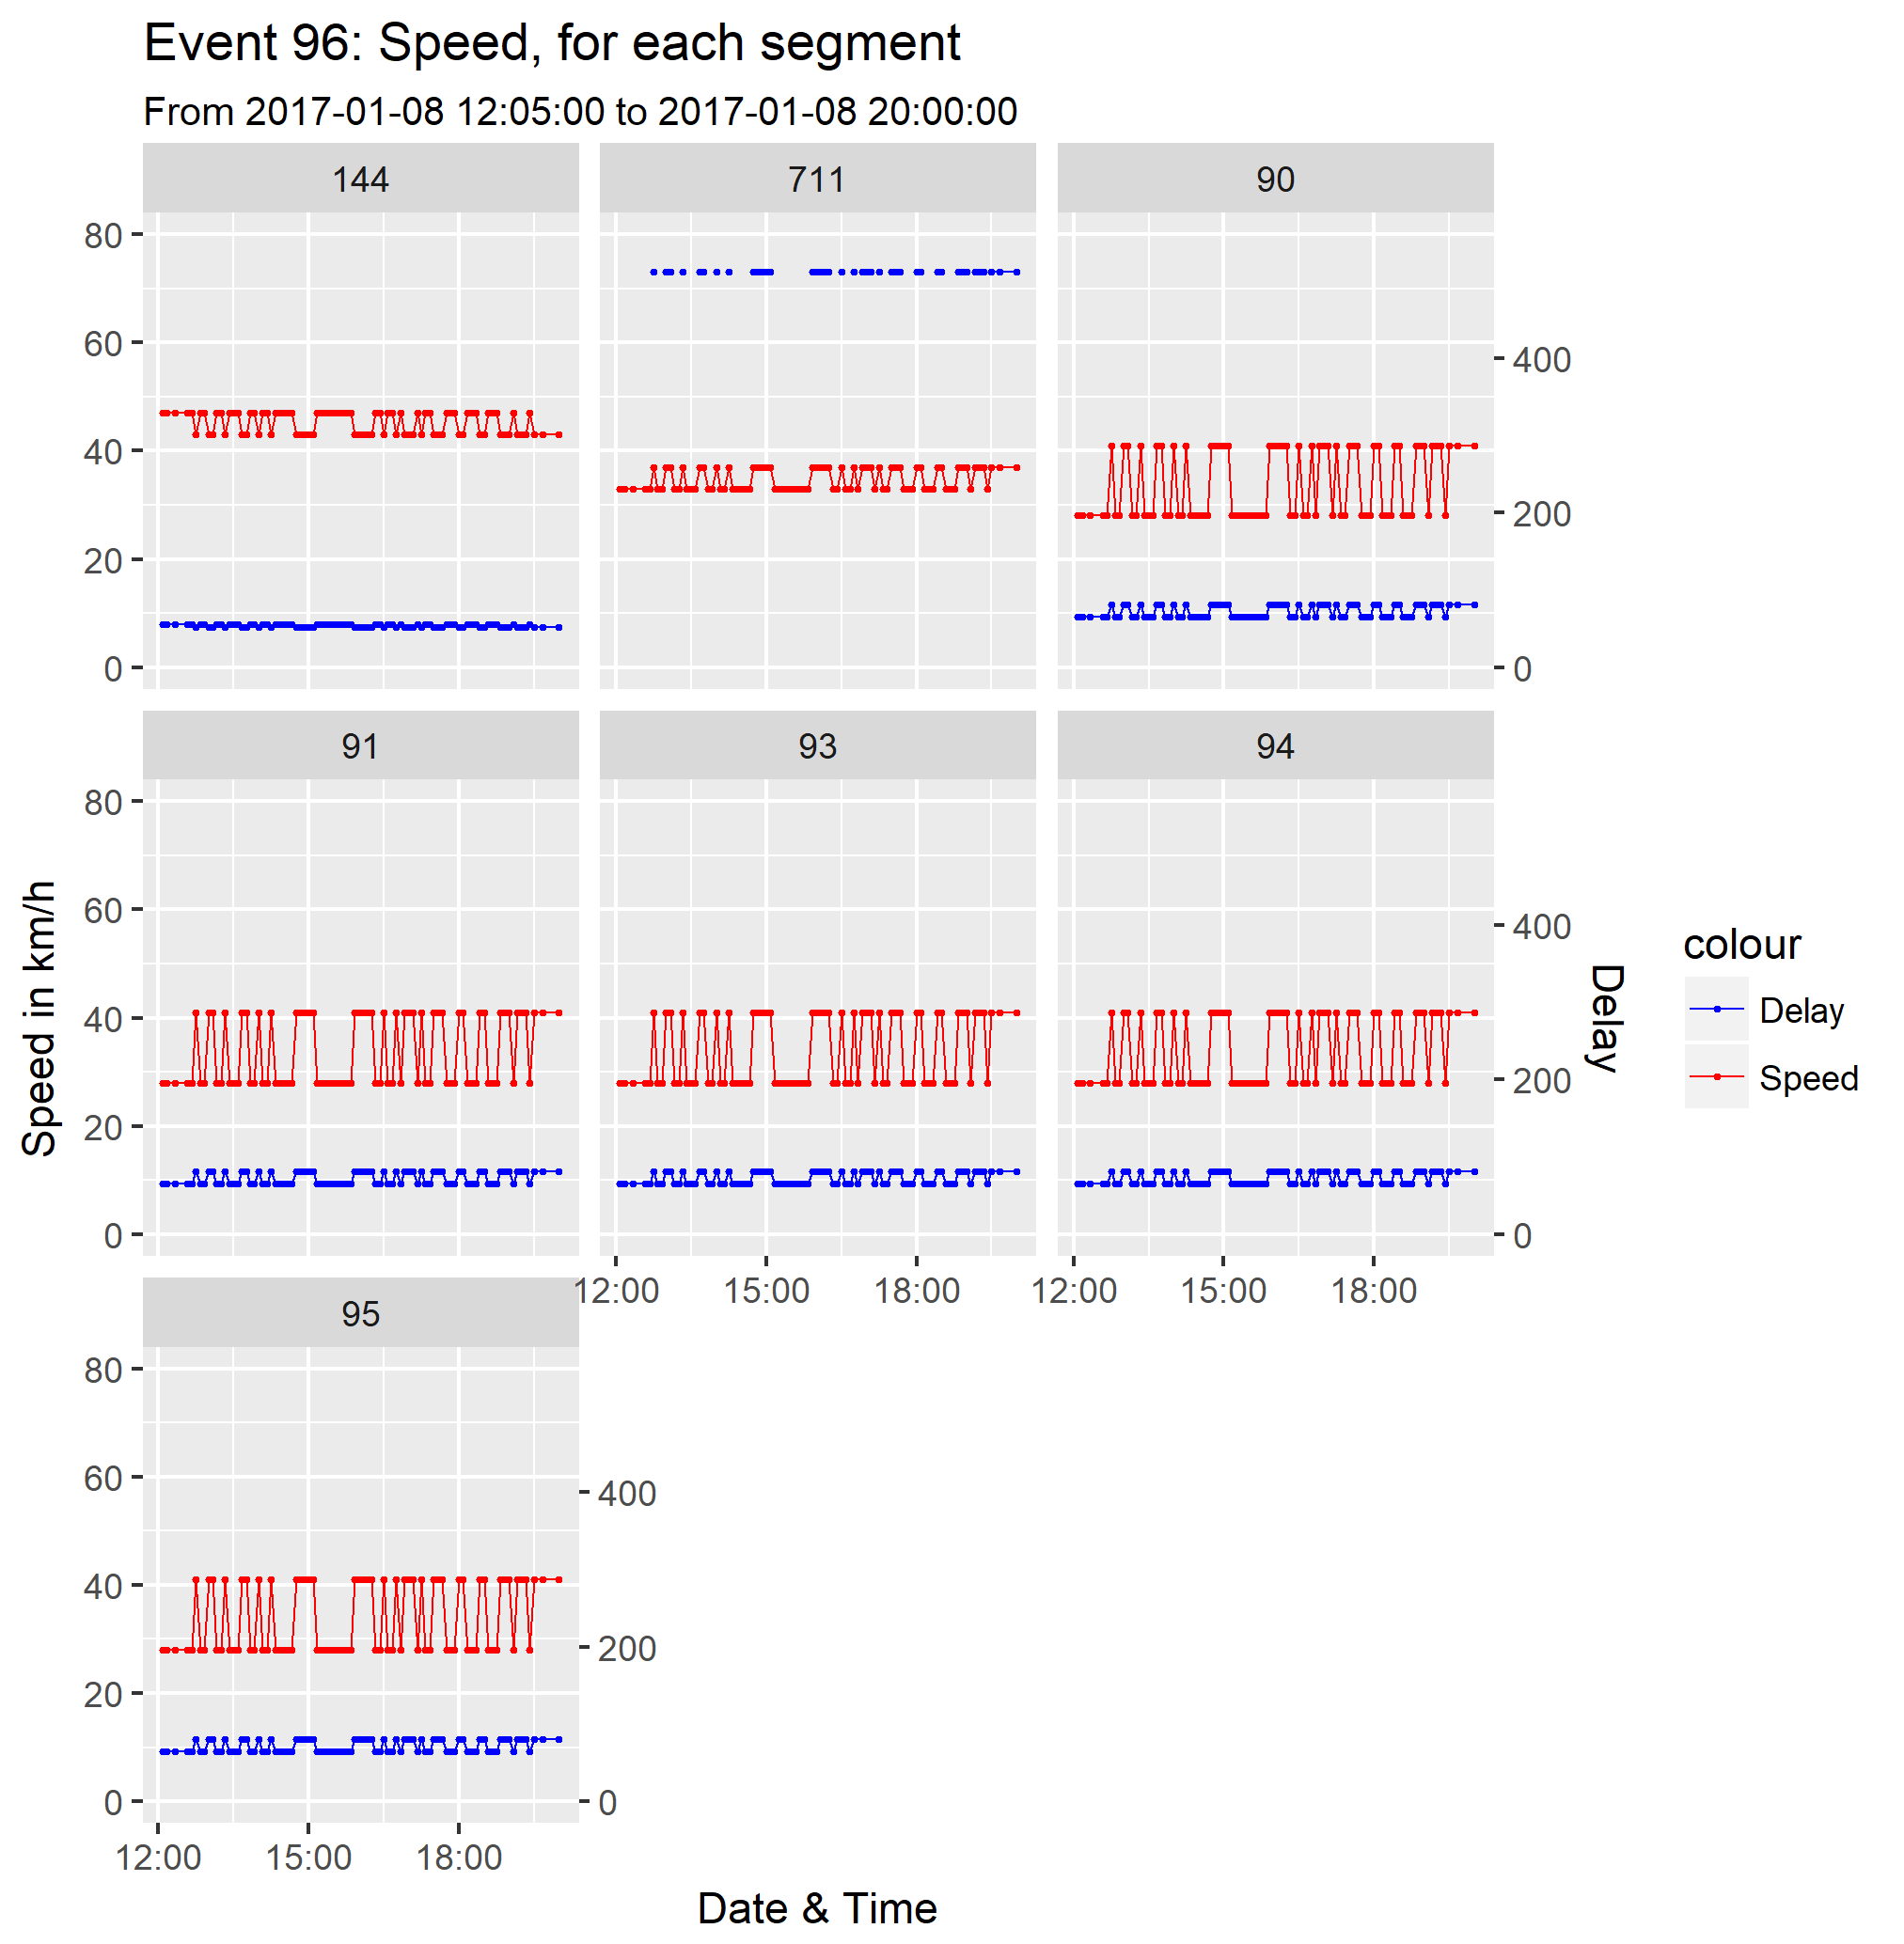 Event 96: Speed, for each segment
From 2017-01-08 12:05:00 to 2017-01-08 20:00:00
144 711 90
80
60
40
20
0
400
200
0
91 93 94
80
60
40
20
0
400
200
0
12:00 15:00 18:00 12:00 15:00 18:00
95
80
60
40
20
0
400
200
0
12:00 15:00 18:00
Date & Time
Speed in km/h
Delay
colour
Delay
Speed